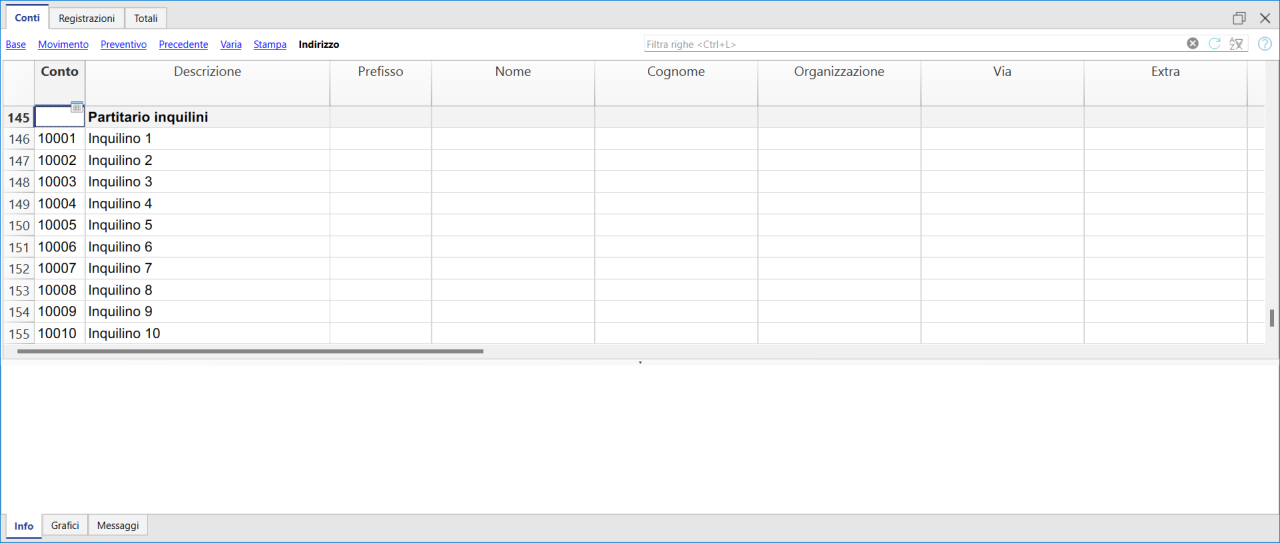 Conti Registrazioni Totali
Base Movimento Preventivo Precedente Varia Stampa Indirizzo Filtra righe <Ctrl+L>
Conto Descrizione Prefisso Nome Cognome Organizzazione Via Extra
145 Partitario inquilini
146 10001 Inquilino 1
147 10002 Inquilino 2
148 10003 Inquilino 3
149 10004 Inquilino 4
150 10005 Inquilino 5
151 10006 Inquilino 6
152 10007 Inquilino 7
153 10008 Inquilino 8
154 10009 Inquilino 9
155 10010 Inquilino 10
Info Grafici Messaggi